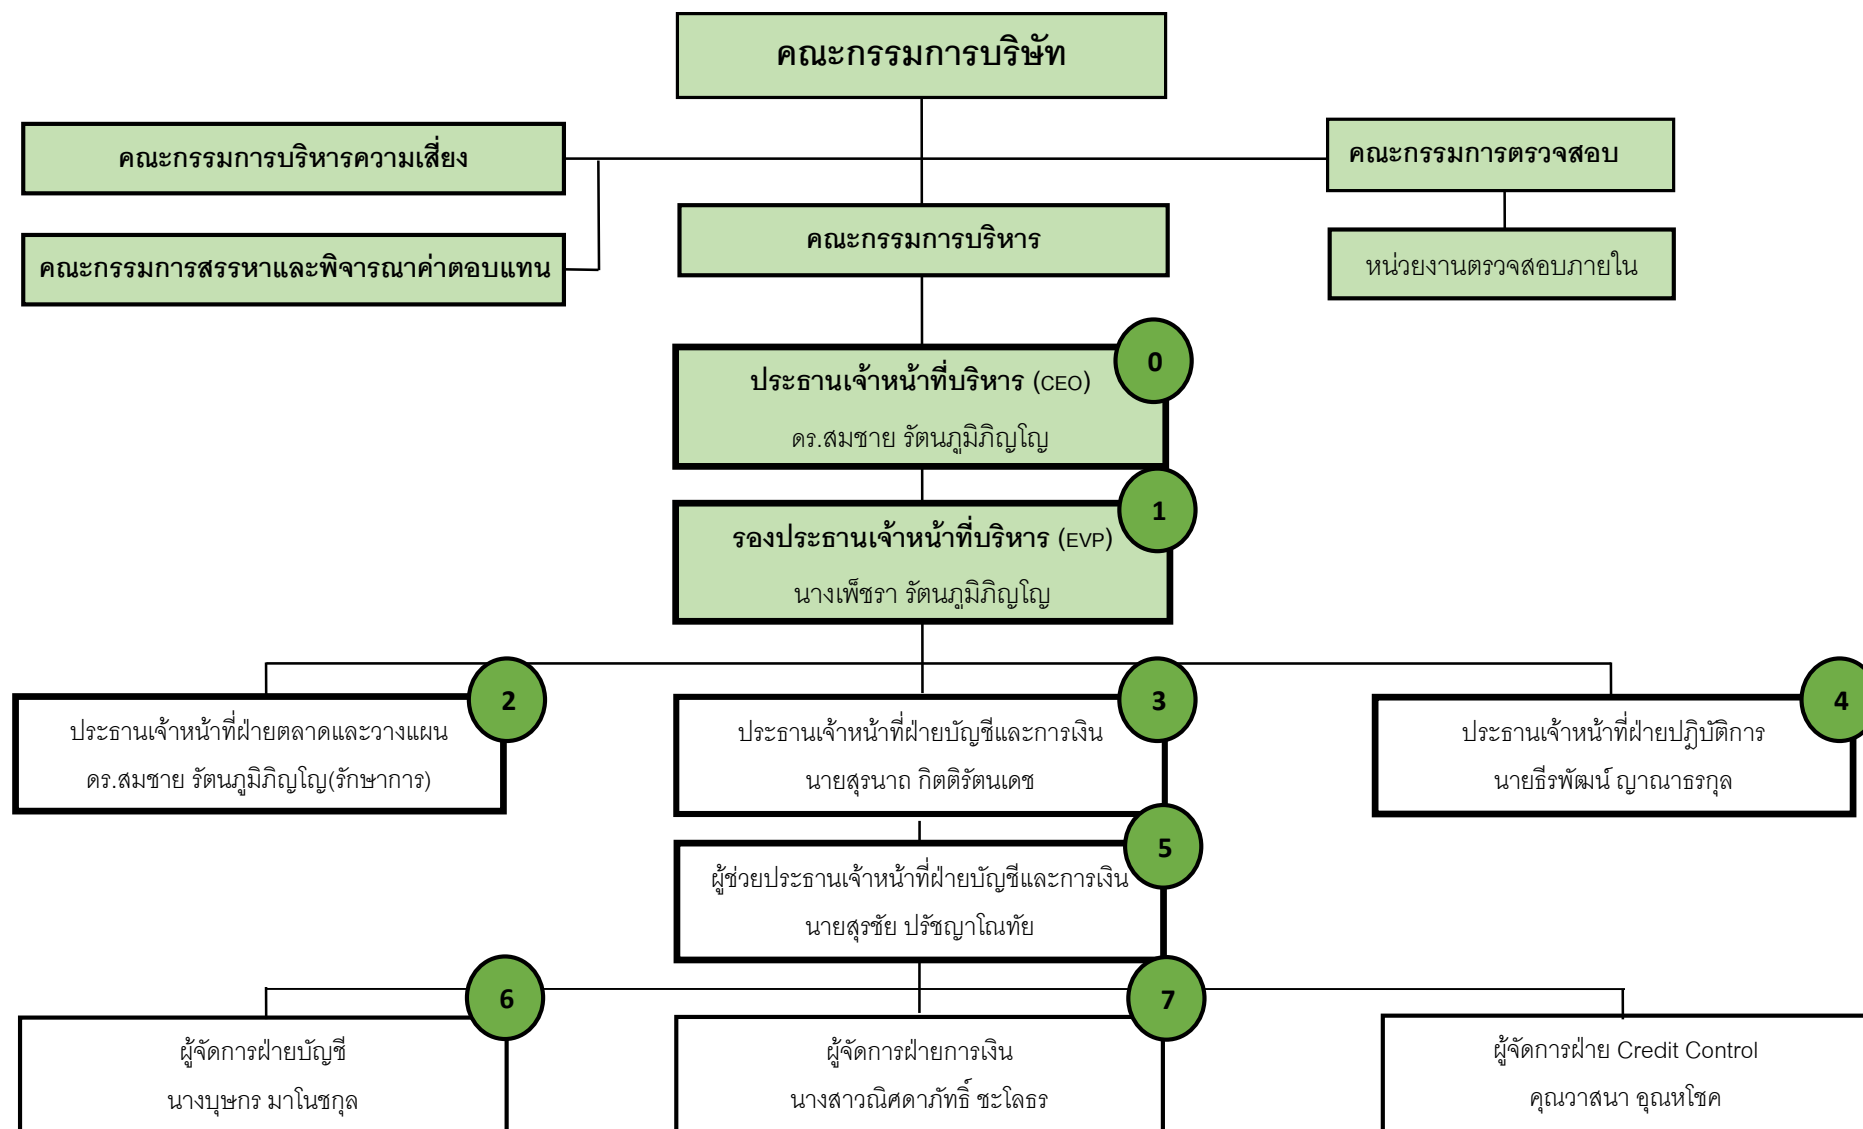 คณะกรรมการบริษัท
คณะกรรมการบริหารความเสี่ยง
คณะกรรมการตรวจสอบ
คณะกรรมการบริหาร
คณะกรรมการสรรหาและพิจารณาค่าตอบแทน
หน่วยงานตรวจสอบภายใน
0
ประธานเจ้าหน้าที่บริหาร (CEO)
ดร.สมชาย รัตนภูมิภิญโญ
1
รองประธานเจ้าหน้าที่บริหาร (EVP)
นางเพ็ชรา รัตนภูมิภิญโญ
2
ประธานเจ้าหน้าที่ฝ่ายตลาดและวางแผน
ดร.สมชาย รัตนภูมิภิญโญ(รักษาการ)
3
ประธานเจ้าหน้าที่ฝ่ายบัญชีและการเงิน
นายสุรนาถ กิตติรัตนเดช
4
ประธานเจ้าหน้าที่ฝ่ายปฎิบัติการ
นายธีรพัฒน์ ญาณาธรกุล
5
ผู้ช่วยประธานเจ้าหน้าที่ฝ่ายบัญชีและการเงิน
นายสุรชัย ปรัชญาโณทัย
6
ผู้จัดการฝ่ายบัญชี
นางบุษกร มาโนชกุล
7
ผู้จัดการฝ่ายการเงิน
นางสาวณิศดาภัทธิ์ ชะโลธร
ผู้จัดการฝ่าย Credit Control
คุณวาสนา อุณหโชค